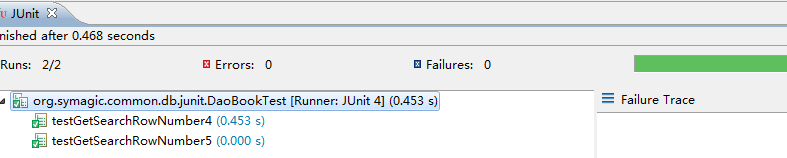 JUnit
nished after 0.468 seconds
Runs: 2/2 Errors: 0 Failures: 0
org.symagic.common.db.junit.DaoBookTest [Runner: JUnit 4] (0.453 s)
Failure Trace
testGetSearchRowNumber4 (0.453 s)
testGetSearchRowNumber5 (0.000 s)